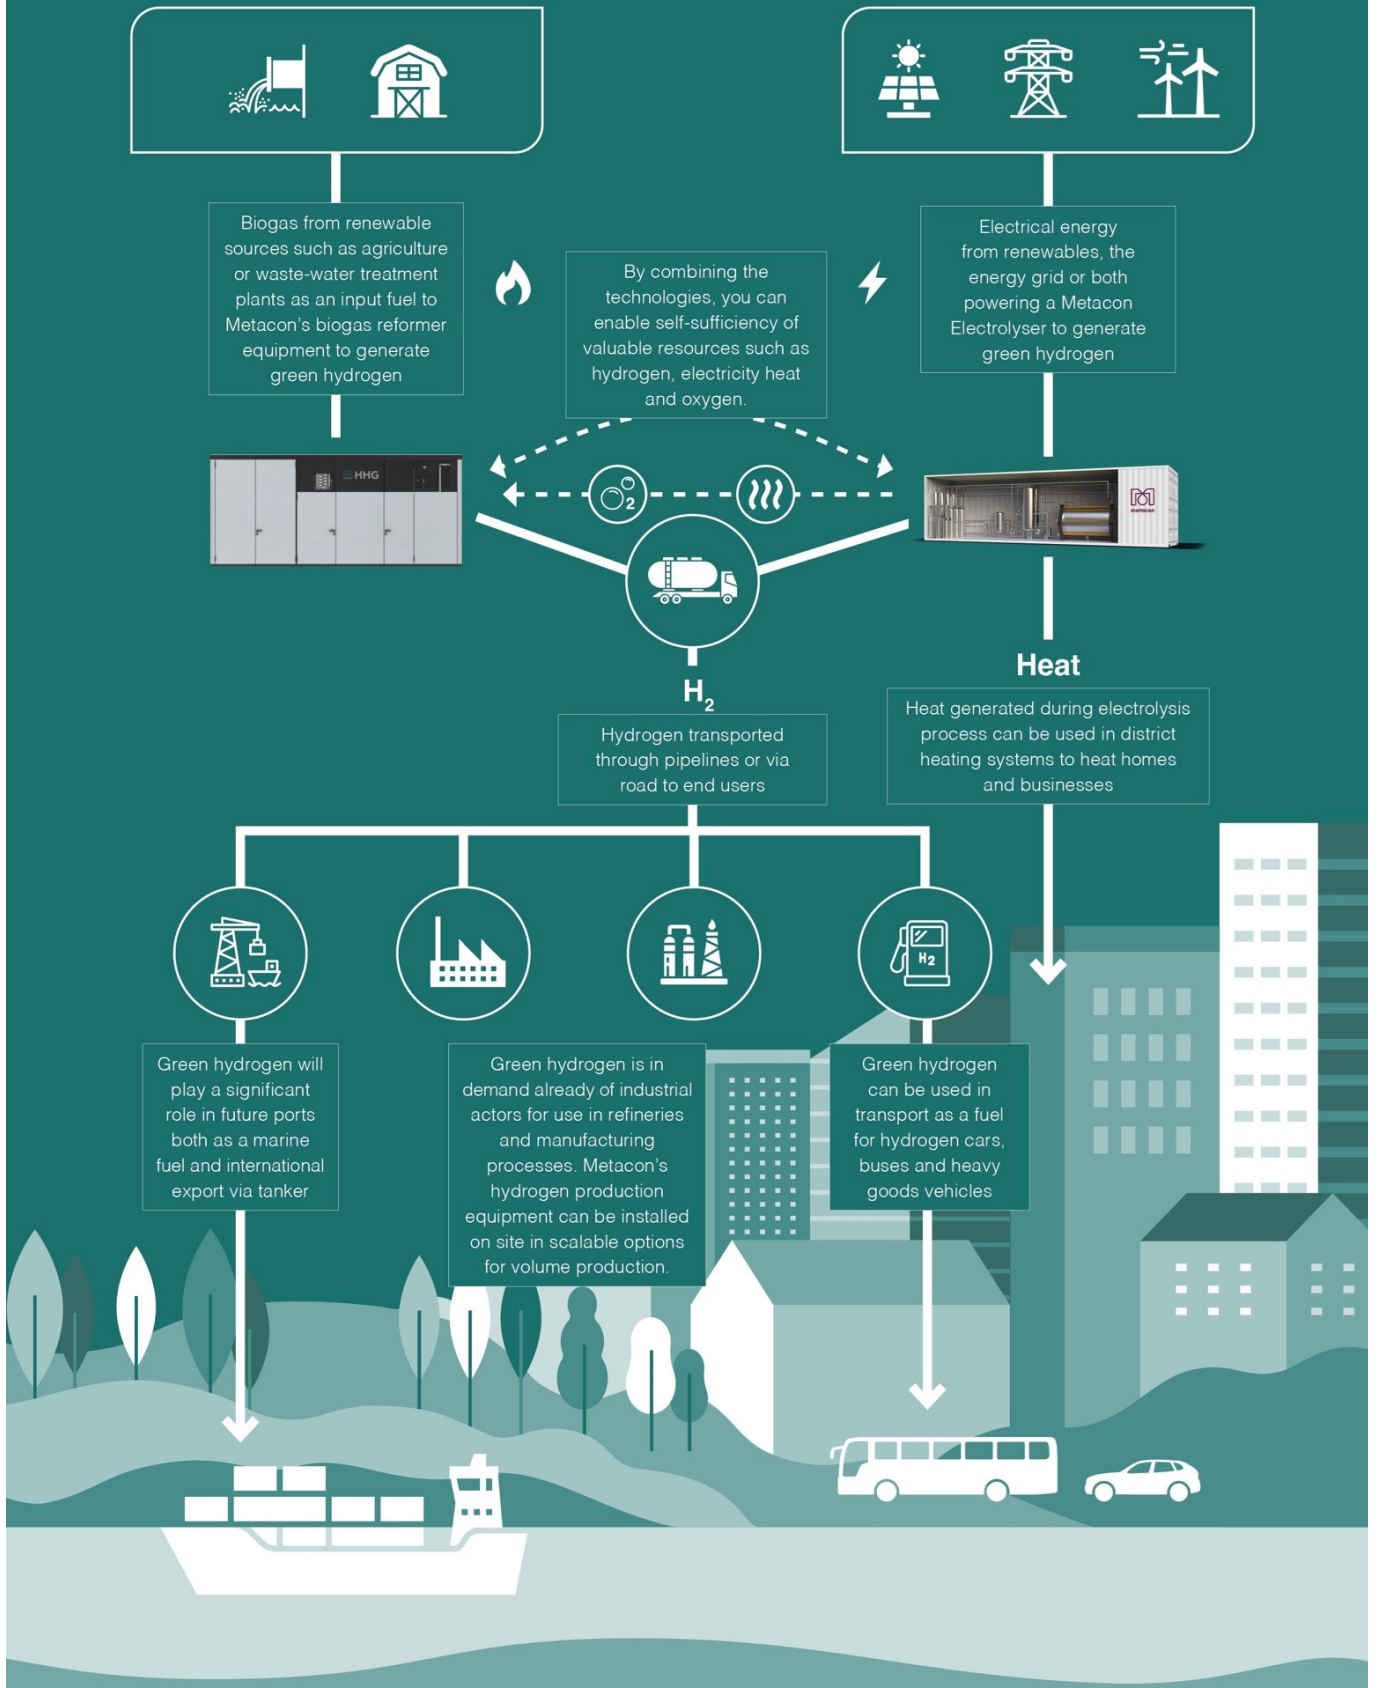 Biogas from renewable
sources such as agriculture
or waste-water treatment
plants as an input fuel to
Metacon's biogas reformer
equipment to generate
green hydrogen
By combining the
technologies, you can
enable self-sufficiency of
valuable resources such as
hydrogen, electricity heat
and oxygen.
Electrical energy
from renewables, the
energy grid or both
powering a Metacon
Electrolyser to generate
green hydrogen
HHG
2
metacon
H2
Hydrogen transported
through pipelines or via
road to end users
Heat
Heat generated during electrolysis
process can be used in district
heating systems to heat homes
and businesses
H2
Green hydrogen will
play a significant
role in future ports
both as a marine
fuel and international
export via tanker
Green hydrogen is in
demand already of industrial
actors for use in refineries
and manufacturing
processes. Metacon's
hydrogen production
equipment can be installed
on site in scalable options
for volume production.
Green hydrogen
can be used in
transport as a fuel
for hydrogen cars,
buses and heavy
goods vehicles